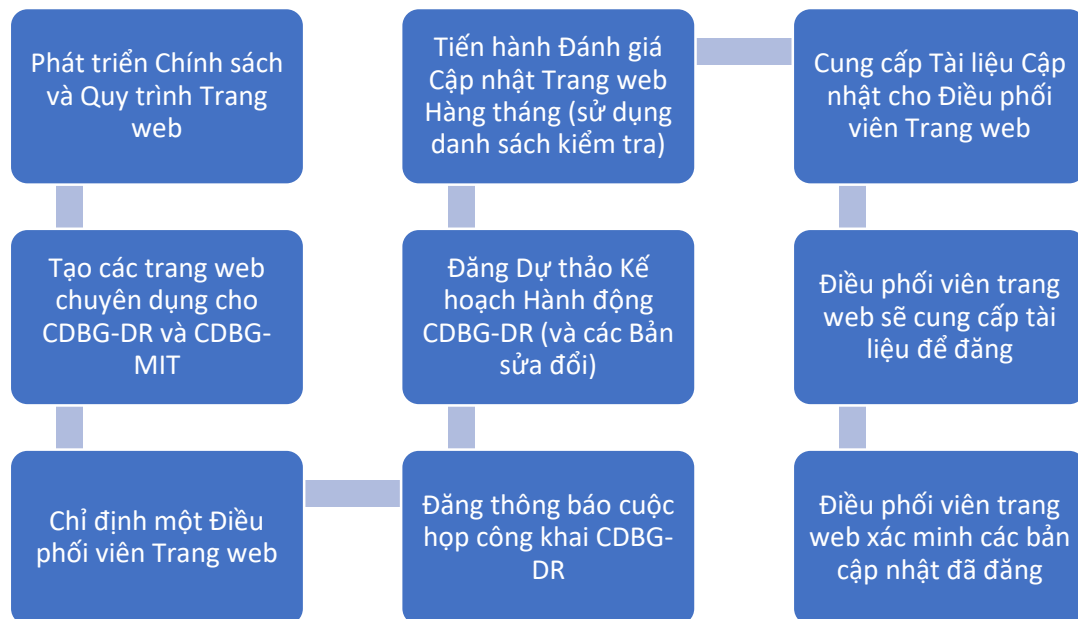 Phát triển Chính sách
và Quy trình Trang
web
Tạo các trang web
chuyên dụng cho
CDBG-DR và CDBG-
MIT
Chỉ định một Điều
phối viên Trang web
Đăng thông báo cuộc
họp công khai CDBG-
DR
Đăng Dự thảo Kế
hoạch Hành động
CDBG-DR (và các Bản
sửa đổi)
Tiến hành Đánh giá
Cập nhật Trang web
Hàng tháng (sử dụng
danh sách kiểm tra)
Cung cấp Tài liệu Cập
nhật cho Điều phối
viên Trang web
Điều phối viên trang
web sẽ cung cấp tài
liệu để đăng
Điều phối viên trang
web xác minh các bản
cập nhật đã đăng